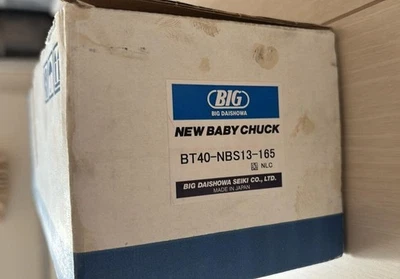 BIG
BIG DAISHOWA
NEW BABY CHUCK
BT40-NBS13-165
NLC
BIG DAISHOWA SEIKI CO., LTD.
MADE IN JAPAN